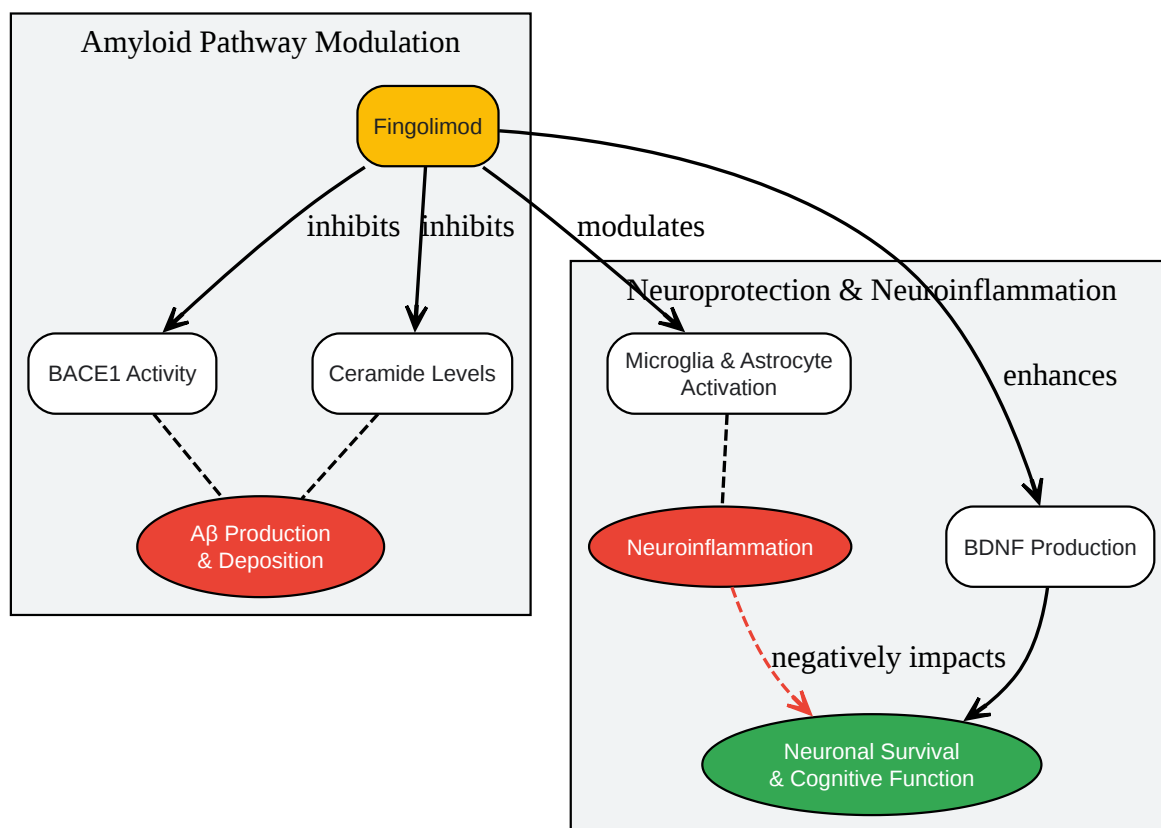 Amyloid Pathway Modulation
Fingolimod
inhibits
inhibits
modulates
Neuroprotection & Neuroinflammation
BACE1 Activity
Ceramide Levels
Microglia & Astrocyte
Activation
enhances
Aβ Production
& Deposition
Neuroinflammation
BDNF Production
negatively impacts
Neuronal Survival
& Cognitive Function